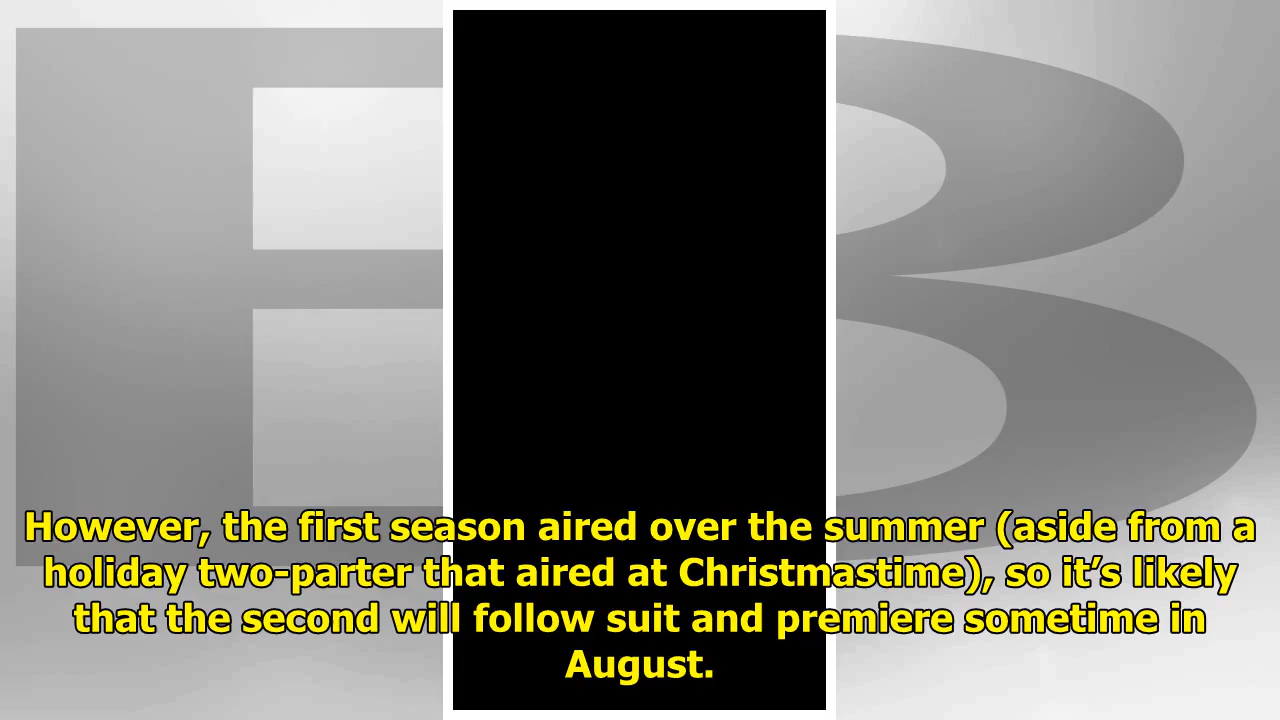 However, the first season aired over the summer (aside from a
holiday two-parter that aired at Christmastime), so it’s likely
that the second will follow suit and premiere sometime in
August.